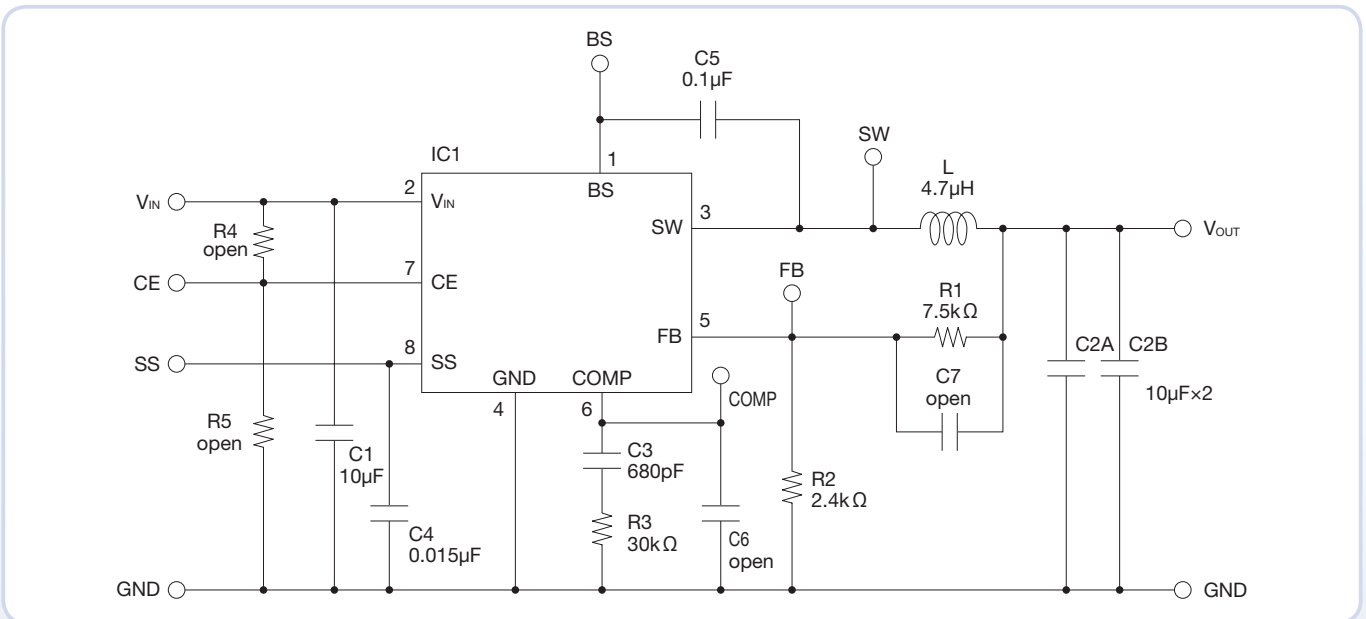 BS
C5
0.1µF
SW
IC1
1
L
4.7µH
VIN
2
VIN
BS
SW
3
VOUT
R4
open
CE
7
CE
FB
R1
7.5kΩ
FB
5
SS
8
SS
C2A
C2B
10µF×2
GND
COMP
4
6
COMP
C7
open
R5
open
C1
10µF
C3
680pF
R2
2.4kΩ
C4
0.015µF
R3
30kΩ
C6
open
GND
GND